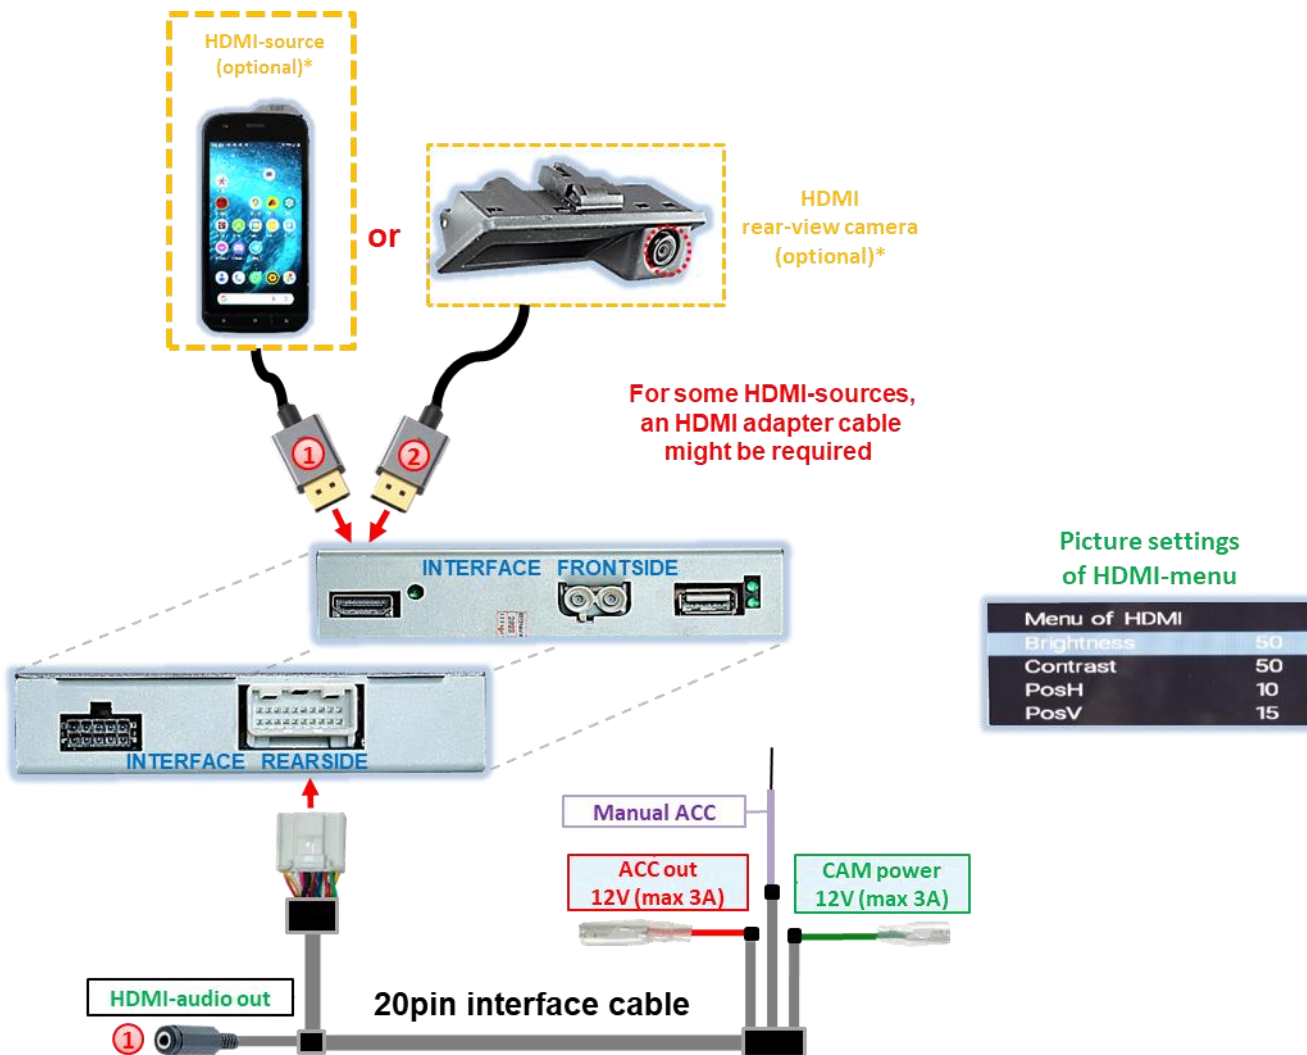 HDMI-source
(optional)*
or
HDMI
rear-view camera
(optional)*
1
2
For some HDMI-sources,
an HDMI adapter cable
might be required
INTERFACE FRONTSIDE
Picture settings
of HDMI-menu
Menu of HDMI
Brightness 50
Contrast 50
PosH 10
PosV 15
INTERFACE REARSIDE
Manual ACC
ACC out
12V (max 3A)
CAM power
12V (max 3A)
HDMI-audio out
1
20pin interface cable